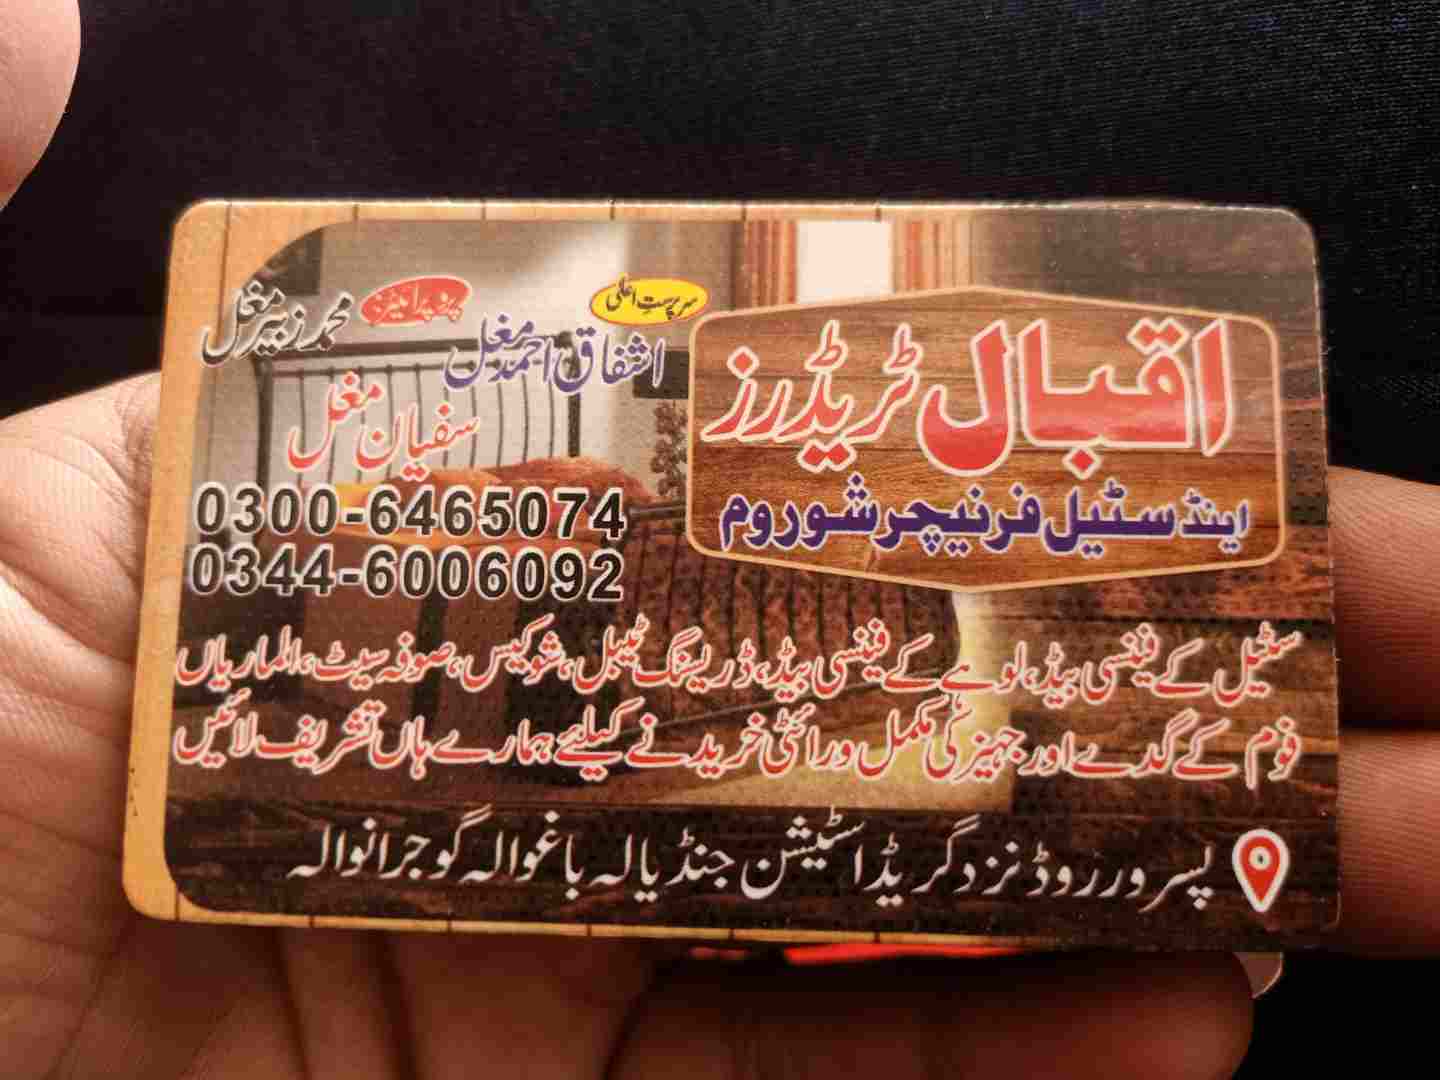 اقبال ٹریڈرز
اینڈ سٹیل فرنیچر شوروم
سرپرست اعلی
اشفاق احمد مغل
پروپرائیٹرز
محمد زبیر مغل
سفیان مغل
0300-6465074
0344-6006092
سٹیل کے فینسی بیڈ، لوہے کے فینسی بیڈ، ڈریسنگ ٹیبل، شوکیس، صوفہ سیٹ، الماریاں
فوم کے گدے اور جہیز کی مکمل ورائٹی خریدنے کیلئے ہمارے ہاں تشریف لائیں
پسرور روڈ نزد گریڈ اسٹیشن جنڈیالہ باغوالہ گوجرانوالہ